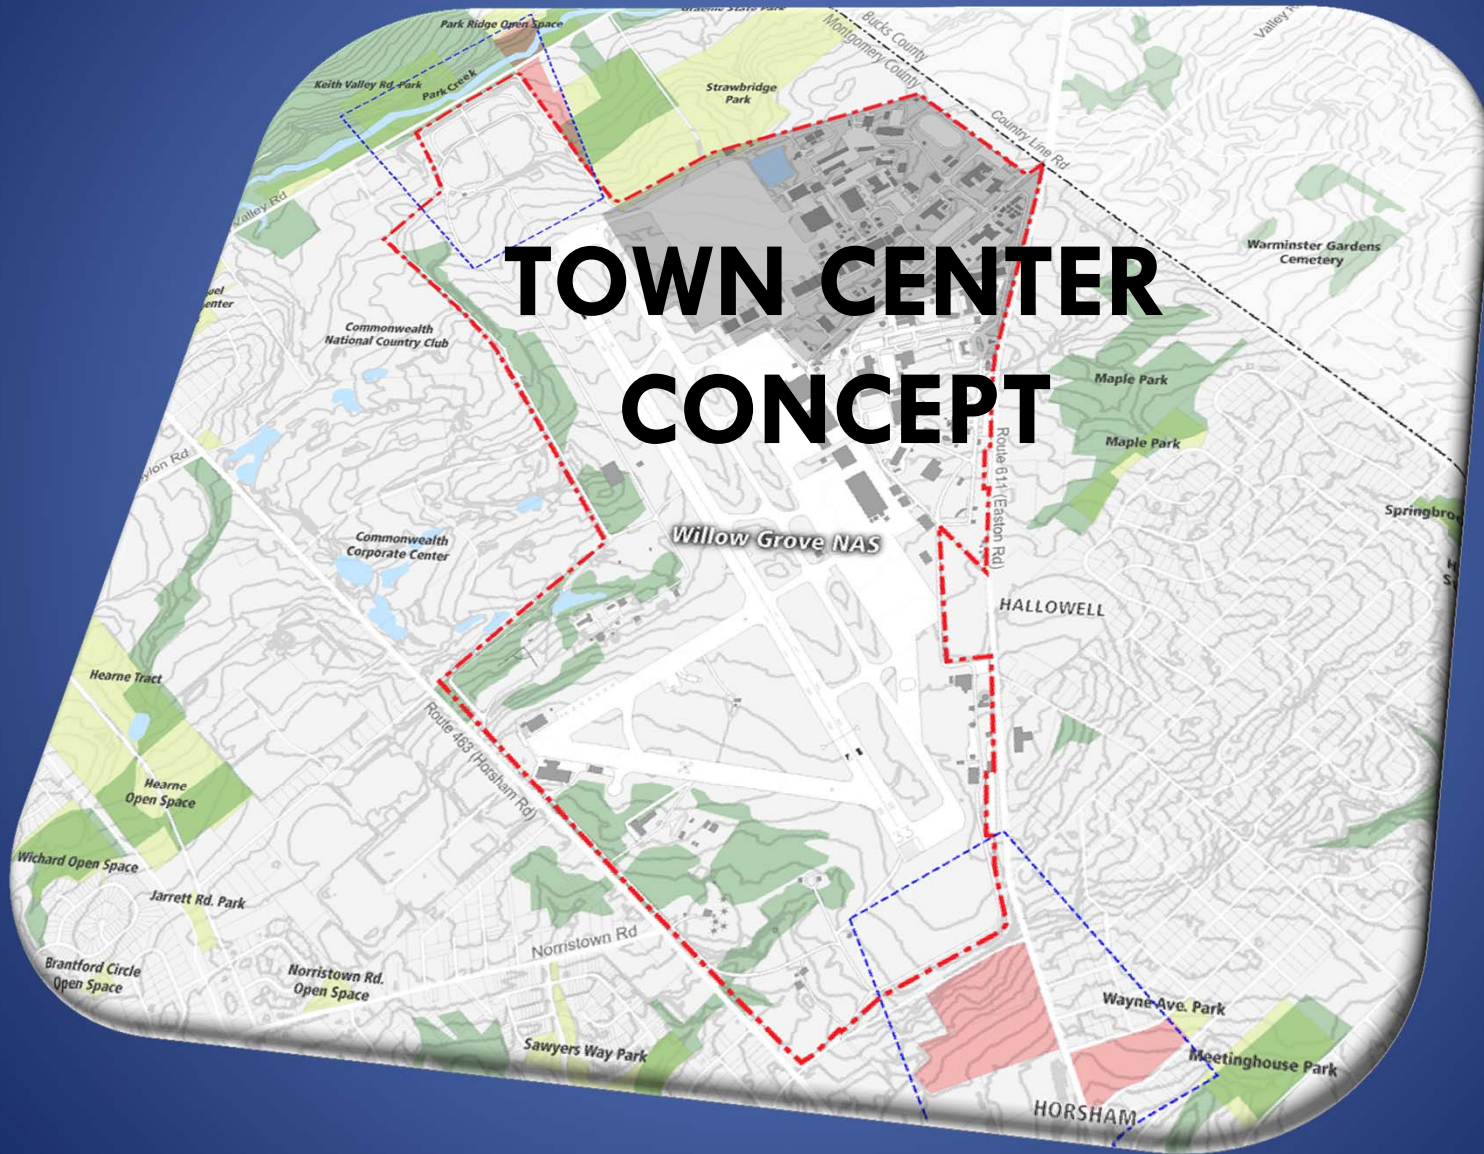 Park Ridge Open Space
Bucks County
Montgomery County
Keith Valley Rd. Park
Park Creek
Strawbridge
Park
Country Line Rd
Valley Rd
Warminster Gardens
Cemetery
TOWN CENTER
CONCEPT
Commonwealth
National Country Club
Maple Park
Maple Park
Route 611 (Easton Rd)
Willow Grove NAS
Commonwealth
Corporate Center
HALLOWELL
Hearne Tract
Route 463 (Horsham Rd)
Hearne
Open Space
Wichard Open Space
Jarrett Rd. Park
Norristown Rd
Brantford Circle
Open Space
Norristown Rd.
Open Space
Wayne Ave. Park
Sawyers Way Park
Meetinghouse Park
HORSHAM